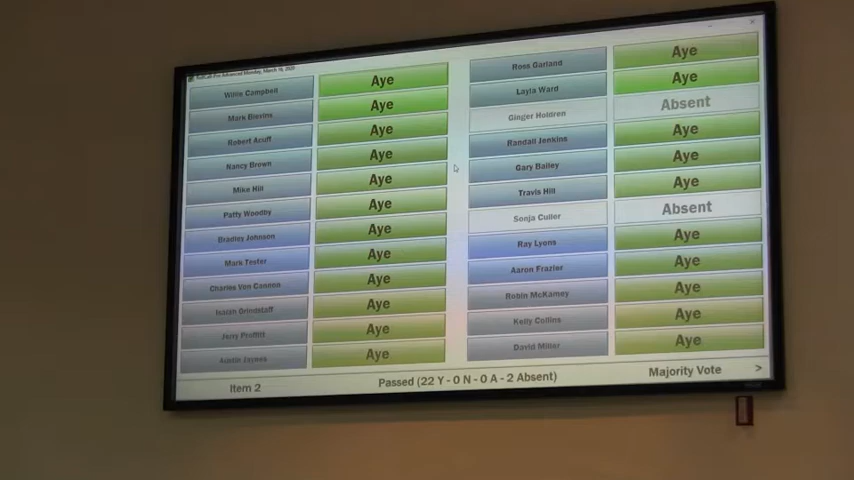 Willie Campbell Aye
Mark Blevins Aye
Robert Acuff Aye
Nancy Brown Aye
Mike Hill Aye
Patty Woodby Aye
Bradley Johnson Aye
Mark Tester Aye
Charles Von Cannon Aye
Isaiah Grindstaff Aye
Jerry Proffitt Aye
Austin Jaynes Aye
Ross Garland Aye
Layla Ward Aye
Ginger Holdren Absent
Randall Jenkins Aye
Gary Bailey Aye
Travis Hill Aye
Sonja Culler Absent
Ray Lyons Aye
Aaron Frazier Aye
Robin McKamey Aye
Kelly Collins Aye
David Miller Aye
Item 2
Passed (22 Y - 0 N - 0 A - 2 Absent)
Majority Vote >